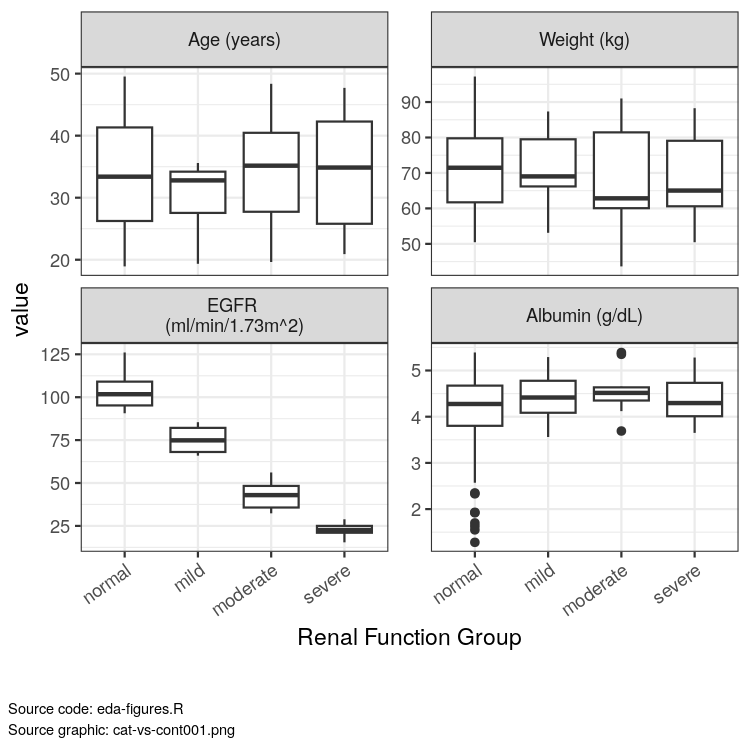 Age (years)
Weight (kg)
50
40
30
20
90
80
70
60
50
value
EGFR
(ml/min/1.73m^2)
Albumin (g/dL)
125
100
75
50
25
5
4
3
2
normal
mild
moderate
severe
normal
mild
moderate
severe
Renal Function Group
Source code: eda-figures.R
Source graphic: cat-vs-cont001.png